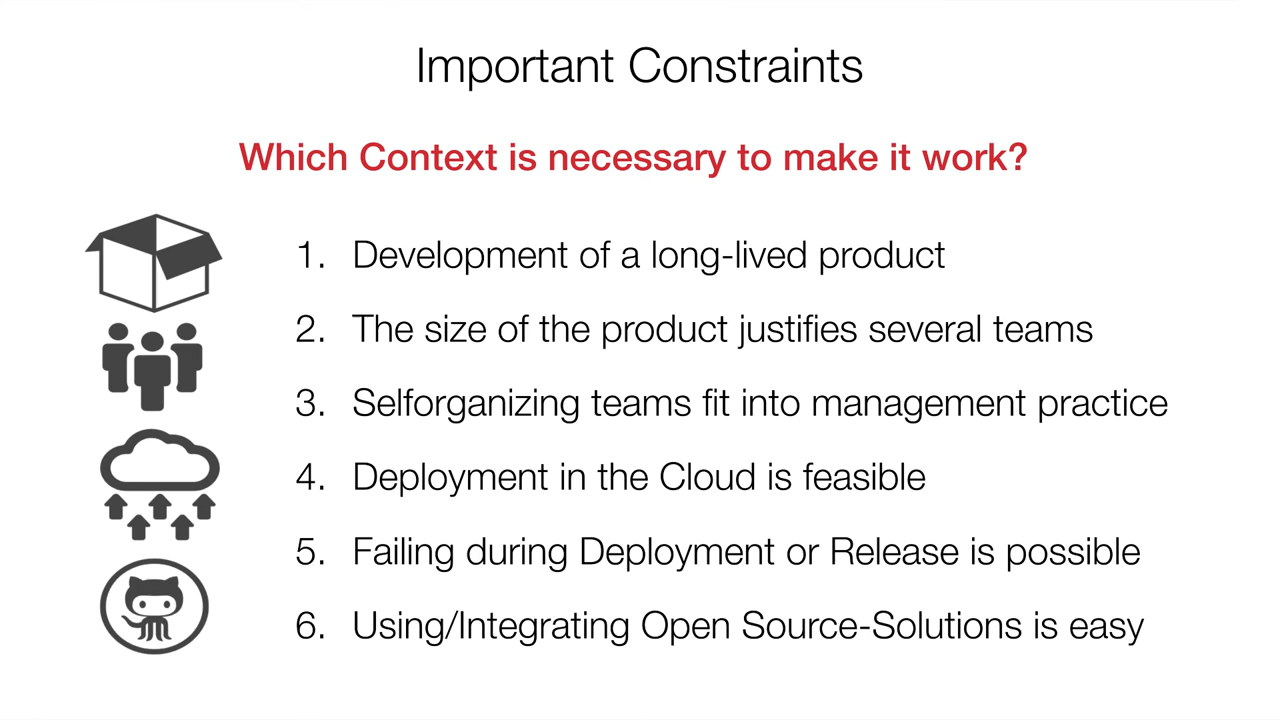 Important Constraints
Which Context is necessary to make it work?
1. Development of a long-lived product
2. The size of the product justifies several teams
3. Selforganizing teams fit into management practice
4. Deployment in the Cloud is feasible
5. Failing during Deployment or Release is possible
6. Using/Integrating Open Source-Solutions is easy